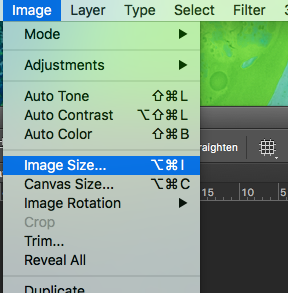 Image Layer Type Select Filter 3
Mode ▶
Adjustments ▶
Auto Tone ⇧⌘L
Auto Contrast ⌥⇧⌘L
Auto Color ⇧⌘B
Image Size... ⌥⌘I
raighten
Canvas Size... ⌥⌘C
Image Rotation ▶
15 10 5
Crop
Trim...
Reveal All
Duplicate